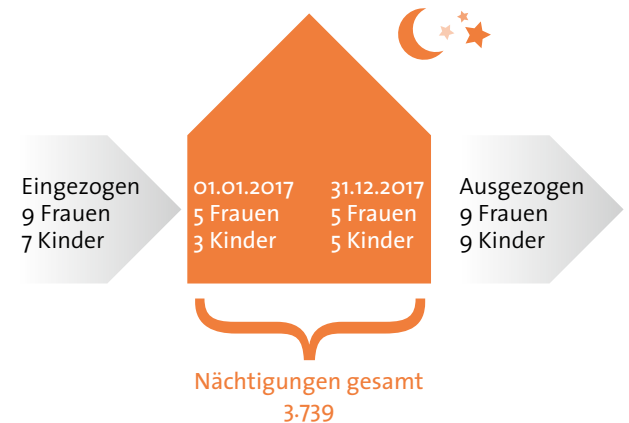 Eingezogen
9 Frauen
7 Kinder
01.01.2017
5 Frauen
3 Kinder
31.12.2017
5 Frauen
5 Kinder
Ausgezogen
9 Frauen
9 Kinder
Nächtigungen gesamt
3.739